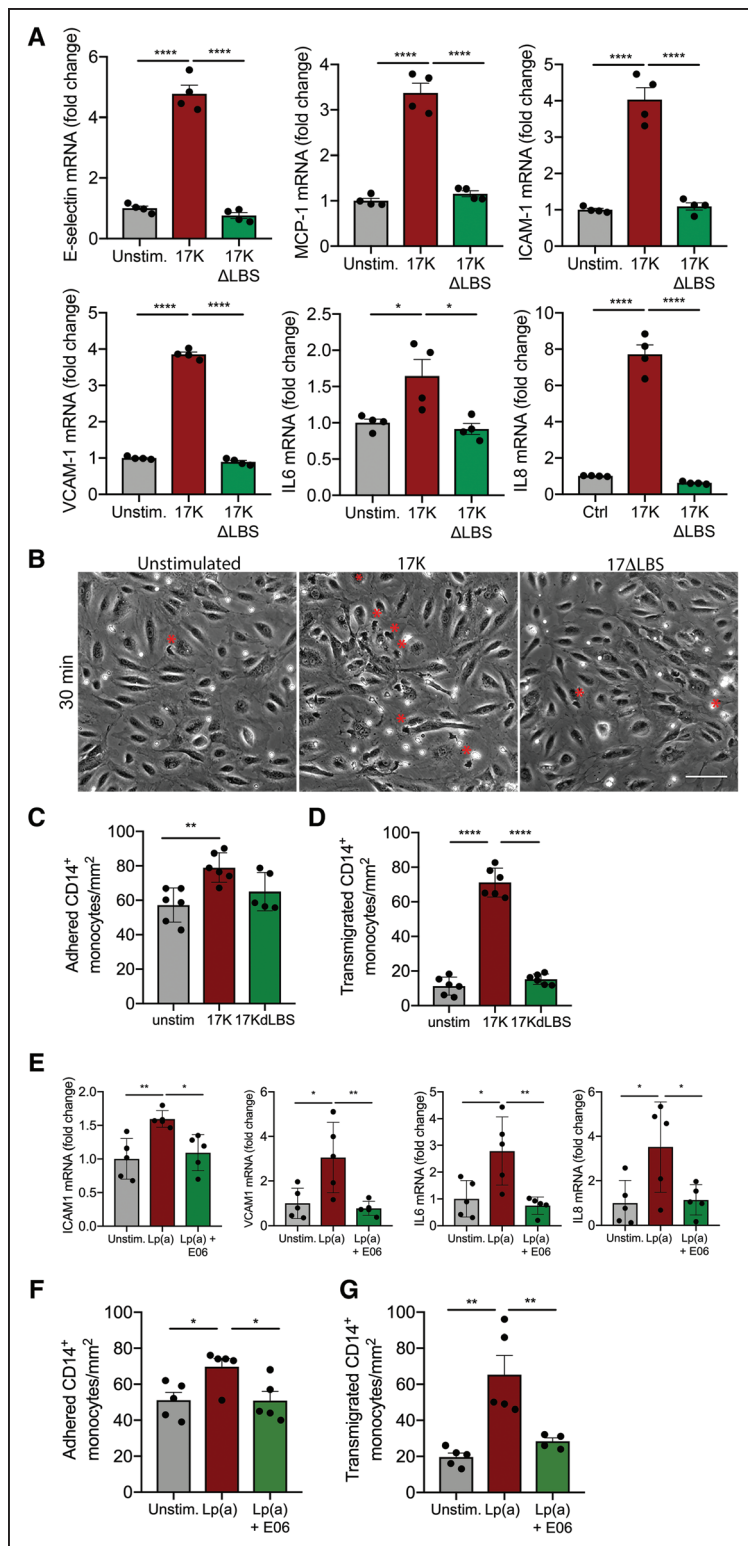 A
E-selectin mRNA (fold change)
6
4
2
0
**** ****
Unstim. 17K 17K
ΔLBS
MCP-1 mRNA (fold change)
4
3
2
1
0
**** ****
Unstim. 17K 17K
ΔLBS
ICAM-1 mRNA (fold change)
5
4
3
2
1
0
**** ****
Unstim. 17K 17K
ΔLBS
VCAM-1 mRNA (fold change)
5
4
3
2
1
0
**** ****
Unstim. 17K 17K
ΔLBS
IL6 mRNA (fold change)
2.5
2.0
1.5
1.0
0.5
0.0
* *
Unstim. 17K 17K
ΔLBS
IL8 mRNA (fold change)
10
8
6
4
2
0
**** ****
Ctrl 17K 17K
ΔLBS
B
Unstimulated 17K 17ΔLBS
30 min
C
Adhered CD14+
monocytes/mm2
100
80
60
40
20
0
**
unstim 17K 17KdLBS
D
Transmigrated CD14+
monocytes/mm2
100
80
60
40
20
0
**** ****
unstim 17K 17KdLBS
E
ICAM1 mRNA (fold change)
2.0
1.5
1.0
0.5
0.0
** *
Unstim. Lp(a) Lp(a) +
E06
VCAM1 mRNA (fold change)
6
4
2
0
* **
Unstim. Lp(a) Lp(a)
+ E06
IL6 mRNA (fold change)
5
4
3
2
1
0
* **
Unstim. Lp(a) Lp(a)
+ E06
IL8 mRNA (fold change)
6
4
2
0
* *
Unstim. Lp(a) Lp(a)
+ E06
F
Adhered CD14+
monocytes/mm2
100
80
60
40
20
0
* *
Unstim. Lp(a) Lp(a)
+ E06
G
Transmigrated CD14+
monocytes/mm2
100
80
60
40
20
0
** **
Unstim. Lp(a) Lp(a)
+ E06